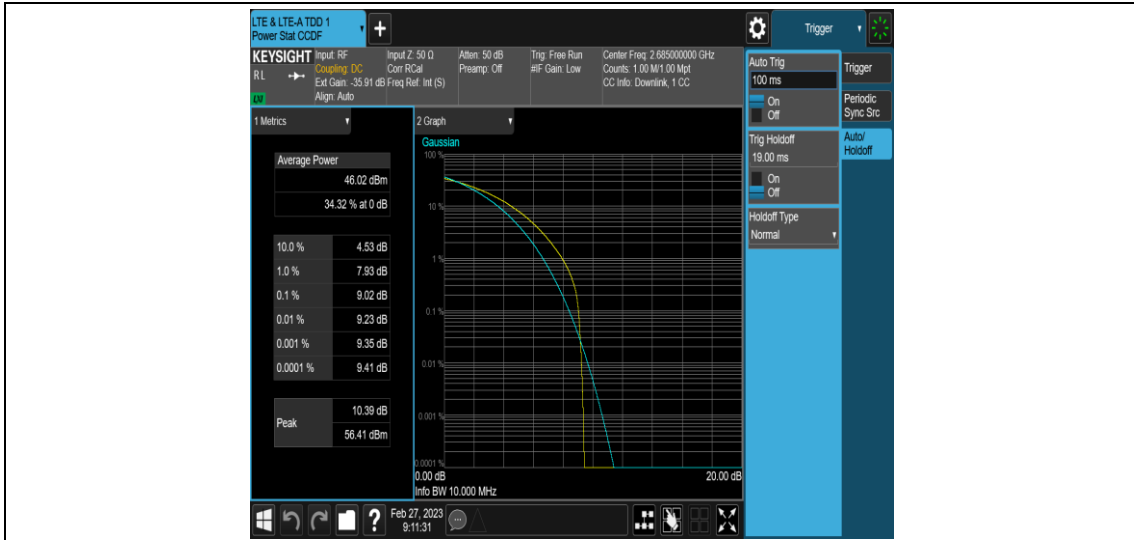 LTE & LTE-A TDD 1
Power Stat CCDF
+
Trigger
KEYSIGHT
R L
LXI
Input: RF
Coupling: DC
Ext Gain: -35.91 dB
Align: Auto
Input Z: 50 Ω
Corr RCal
Freq Ref: Int (S)
Atten: 50 dB
Preamp: Off
Trig: Free Run
#IF Gain: Low
Center Freq: 2.685000000 GHz
Counts: 1.00 M/1.00 Mpt
CC Info: Downlink, 1 CC
Auto Trig
100 ms
On
Off
Trig Holdoff
19.00 ms
On
Off
Holdoff Type
Normal
Trigger
Periodic
Sync Src
Auto/
Holdoff
1 Metrics
Average Power
46.02 dBm
34.32 % at 0 dB
10.0 % 4.53 dB
1.0 % 7.93 dB
0.1 % 9.02 dB
0.01 % 9.23 dB
0.001 % 9.35 dB
0.0001 % 9.41 dB
Peak
10.39 dB
56.41 dBm
2 Graph
Gaussian
100 %
10 %
1 %
0.1 %
0.01 %
0.001 %
0.0001 %
0.00 dB
20.00 dB
Info BW 10.000 MHz
?
Feb 27, 2023
9:11:31